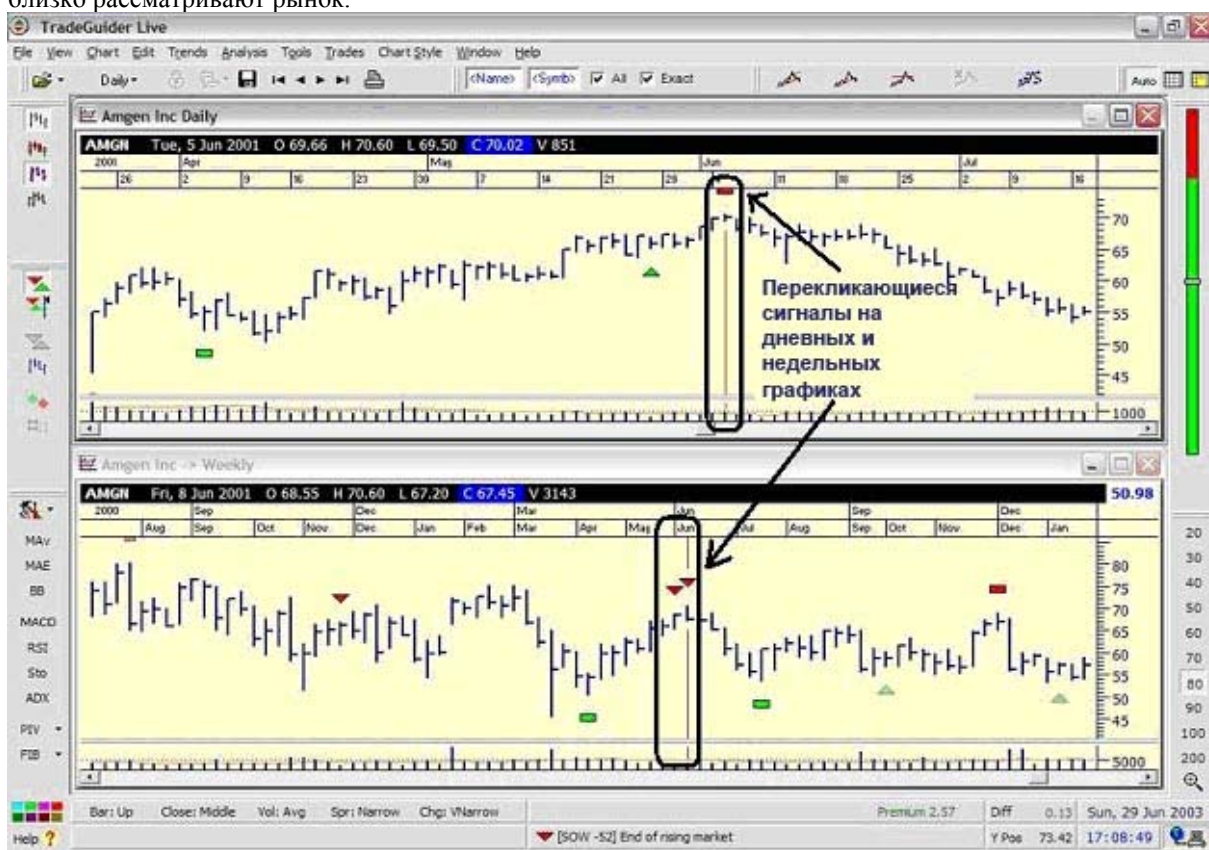 близко рассматривают рынок.
TradeGuider Live
File View Chart Edit Trends Analysis Tools Trades Chart Style Window Help
Daily <Name> <Symb> All Exact Auto
Amgen Inc Daily
AMGN Tue, 5 Jun 2001 O 69.66 H 70.60 L 69.50 C 70.02 V 851
2001 Apr May Jun Jul
26 2 9 16 23 30 7 14 21 29 11 18 25 2 9 16
70
65
60
55
50
45
1000
Перекликающиеся
сигналы на
дневных и
недельных
графиках
Amgen Inc -> Weekly
AMGN Fri, 8 Jun 2001 O 68.55 H 70.60 L 67.20 C 67.45 V 3143 50.98
2000 Sep Dec Mar Jun Sep Dec
Aug Sep Oct Nov Dec Jan Feb Mar Apr May Jun Jul Aug Sep Oct Nov Dec Jan
80
75
70
65
60
55
50
45
5000
MAv
MAE
BB
MACD
RSI
Sto
ADX
PIV
FIB
20
30
40
50
60
70
80
90
100
200
Bar: Up Close: Middle Vol: Avg Spr: Narrow Chg: VNarrow Premium 2.57 Diff 0.13 Sun, 29 Jun 2003
Help ? [SOW -S2] End of rising market Y Pos 73.42 17:08:49